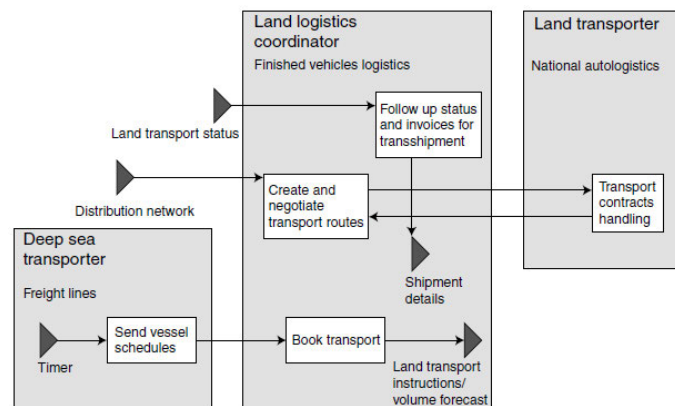 Land logistics
coordinator
Finished vehicles logistics
Land transporter
National autologistics
Land transport status
Follow up status
and invoices for
transshipment
Distribution network
Create and
negotiate
transport routes
Transport
contracts
handling
Deep sea
transporter
Freight lines
Shipment
details
Timer
Send vessel
schedules
Book transport
Land transport
instructions/
volume forecast